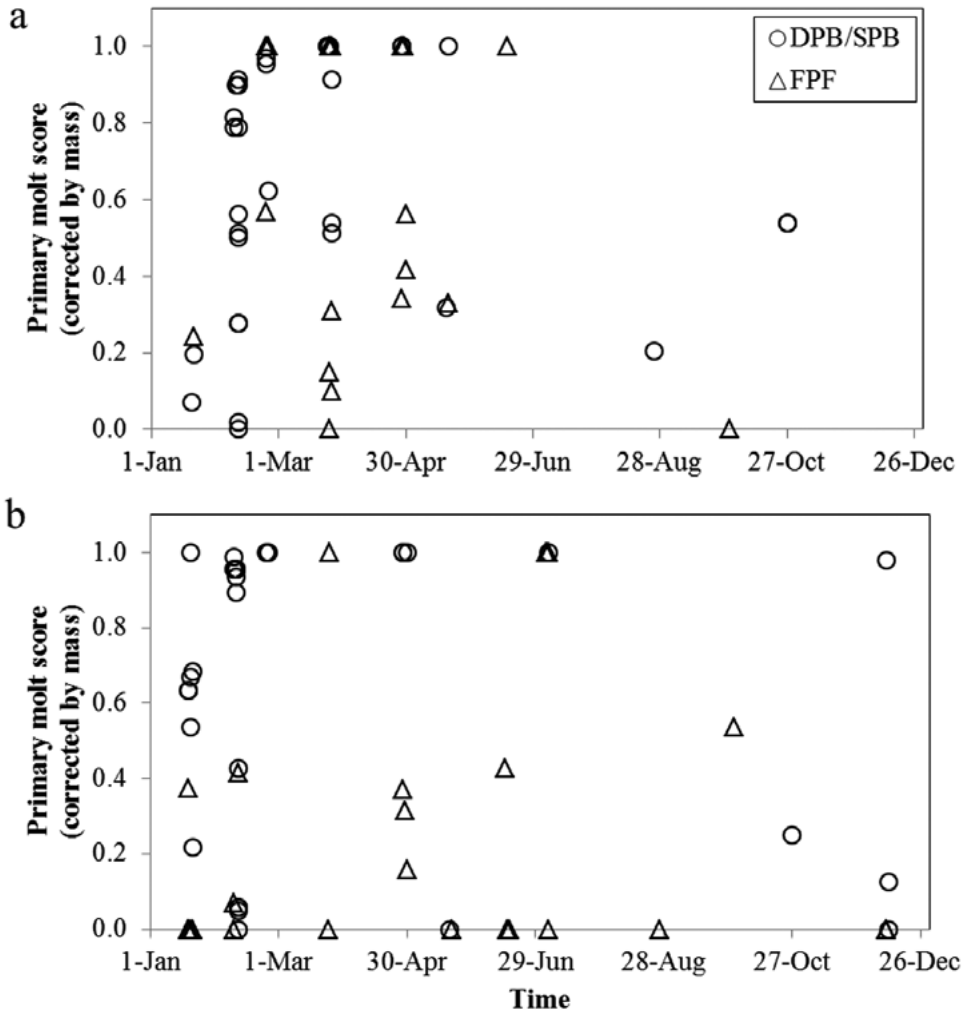 a
DPB/SPB
FPF
Primary molt score
(corrected by mass)
1.0
0.8
0.6
0.4
0.2
0.0
1-Jan 1-Mar 30-Apr 29-Jun 28-Aug 27-Oct 26-Dec
b
Primary molt score
(corrected by mass)
1.0
0.8
0.6
0.4
0.2
0.0
1-Jan 1-Mar 30-Apr 29-Jun 28-Aug 27-Oct 26-Dec
Time